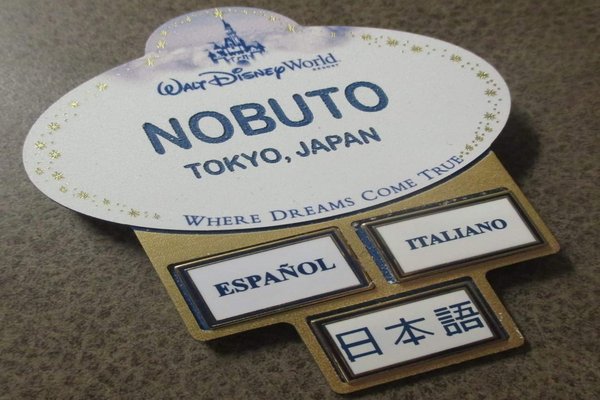 Walt Disney World
RESORT
NOBUTO
TOKYO, JAPAN
WHERE DREAMS COME TRUE
ESPAÑOL
ITALIANO
日本語